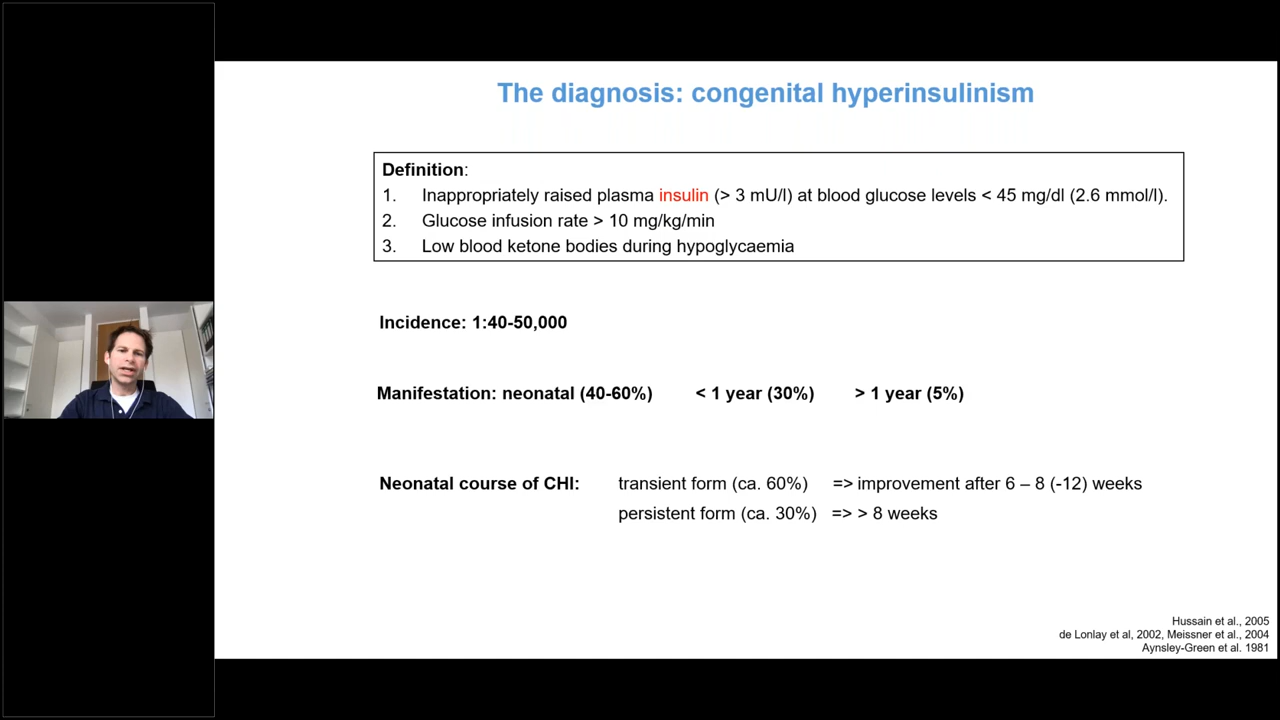 The diagnosis: congenital hyperinsulinism
Definition:
1. Inappropriately raised plasma insulin (> 3 mU/l) at blood glucose levels < 45 mg/dl (2.6 mmol/l).
2. Glucose infusion rate > 10 mg/kg/min
3. Low blood ketone bodies during hypoglycaemia
Incidence: 1:40-50,000
Manifestation: neonatal (40-60%) < 1 year (30%) > 1 year (5%)
Neonatal course of CHI: transient form (ca. 60%) => improvement after 6 – 8 (-12) weeks
persistent form (ca. 30%) => > 8 weeks
Hussain et al., 2005
de Lonlay et al, 2002, Meissner et al., 2004
Aynsley-Green et al. 1981